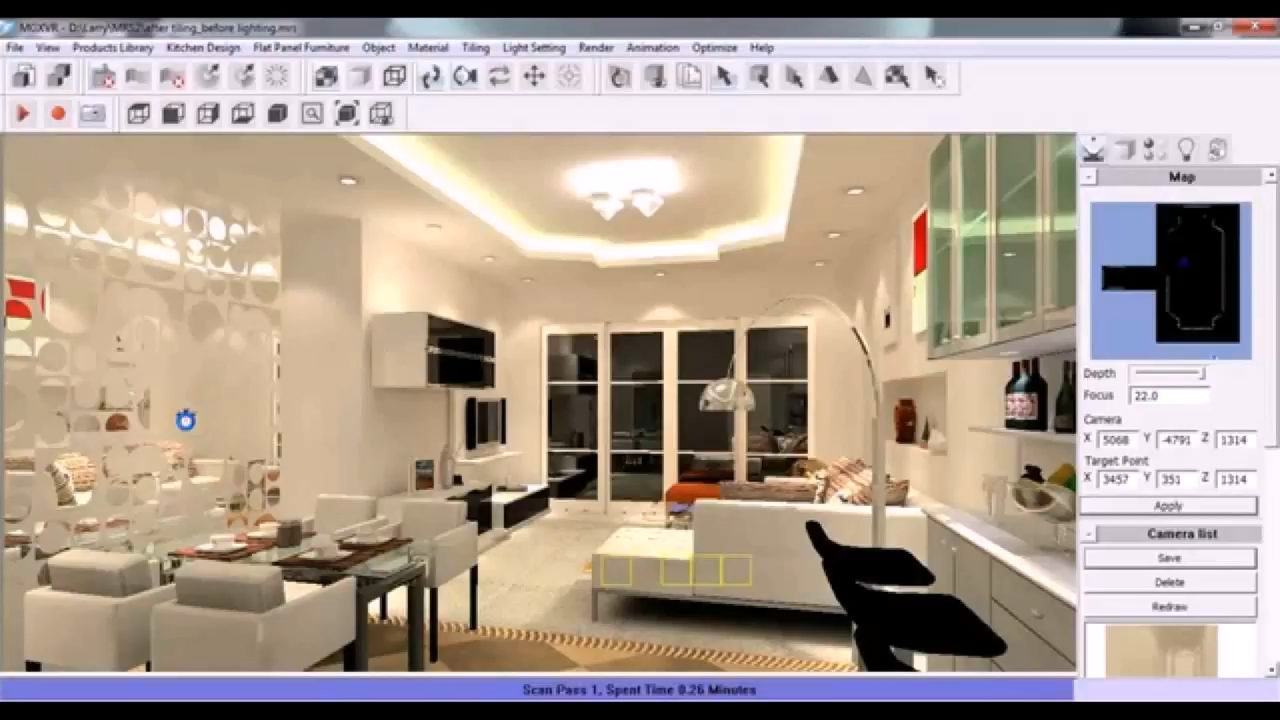 MOXVR - D:\Larry\MRS2\after tiling_before lighting.mrs
File View Products Library Kitchen Design Flat Panel Furniture Object Material Tiling Light Setting Render Animation Optimize Help
Map
Depth
Focus 22.0
Camera
X 5068 Y -4791 Z 1314
Target Point
X 3457 Y 351 Z 1314
Apply
Camera list
Save
Delete
Redraw
Scan Pass 1, Spent Time 0.26 Minutes